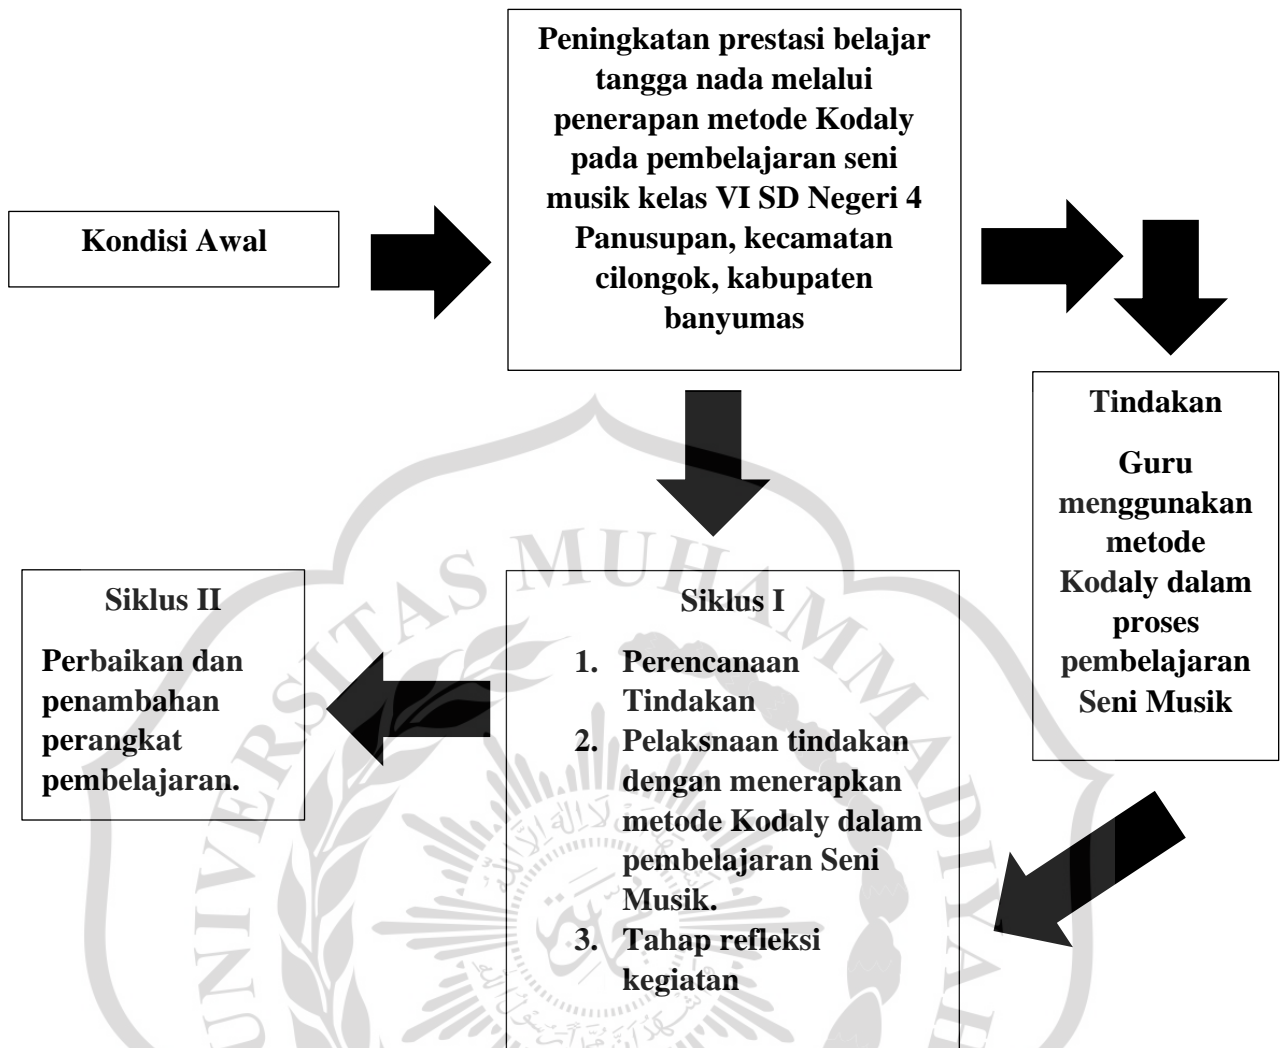 Peningkatan prestasi belajar
tangga nada melalui
penerapan metode Kodaly
pada pembelajaran seni
musik kelas VI SD Negeri 4
Panusupan, kecamatan
cilongok, kabupaten
banyumas
Kondisi Awal
Tindakan
Guru
menggunakan
metode
Kodaly dalam
proses
pembelajaran
Seni Musik
Siklus I
1. Perencanaan
Tindakan
2. Pelaksnaan tindakan
dengan menerapkan
metode Kodaly dalam
pembelajaran Seni
Musik.
3. Tahap refleksi
kegiatan
Siklus II
Perbaikan dan
penambahan
perangkat
pembelajaran.
UNIVERSITAS MUHAMMADIYAH